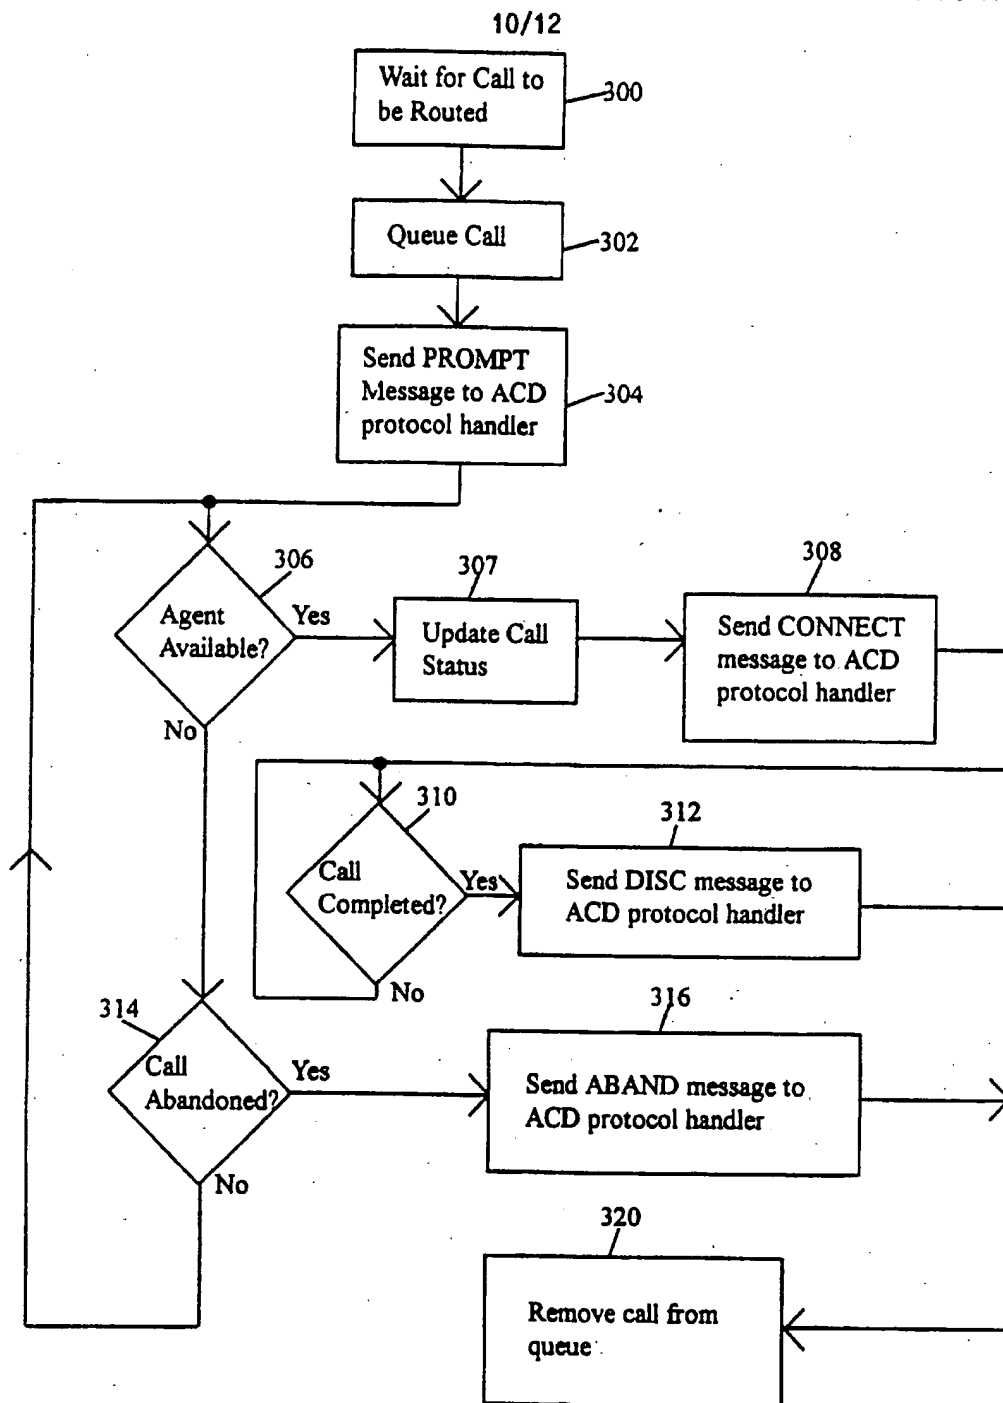 10/12
Wait for Call to
be Routed
300
Queue Call
302
Send PROMPT
Message to ACD
protocol handler
304
306
Agent
Available?
Yes
No
307
Update Call
Status
308
Send CONNECT
message to ACD
protocol handler
310
Call
Completed?
Yes
No
312
Send DISC message to
ACD protocol handler
314
Call
Abandoned?
Yes
No
316
Send ABAND message to
ACD protocol handler
320
Remove call from
queue